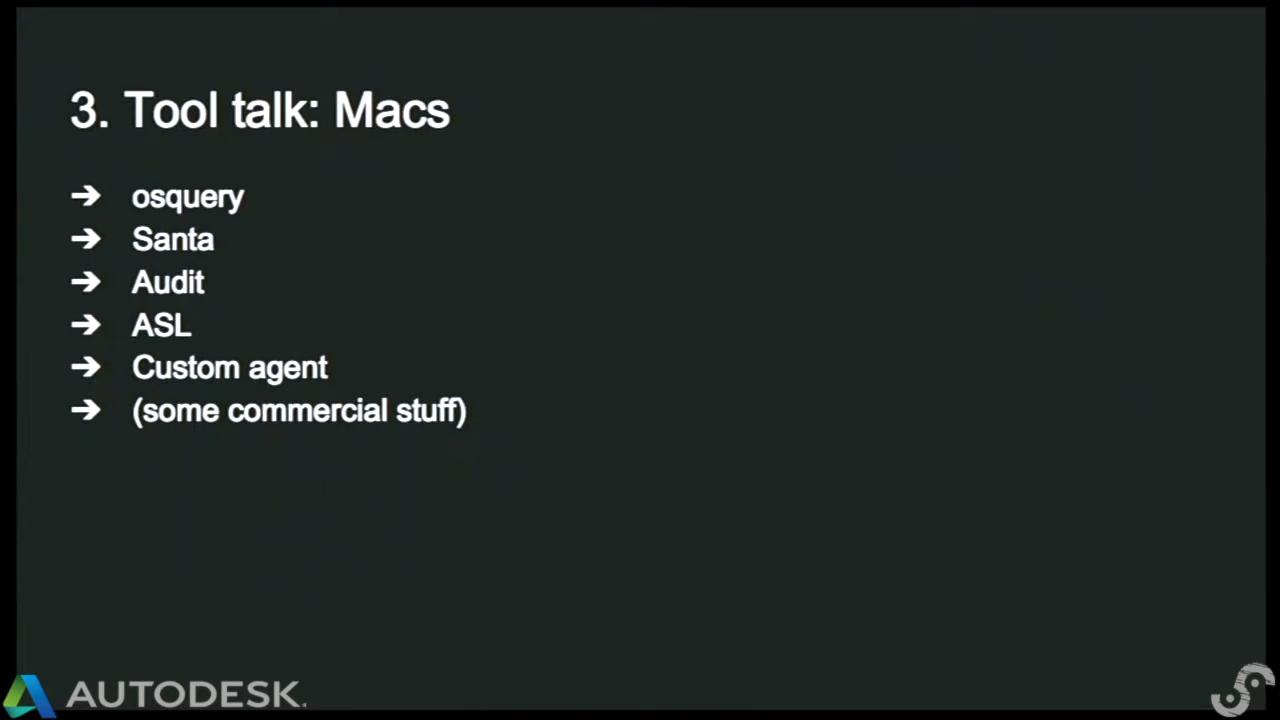 3. Tool talk: Macs
➔ osquery
➔ Santa
➔ Audit
➔ ASL
➔ Custom agent
➔ (some commercial stuff)
AUTODESK.